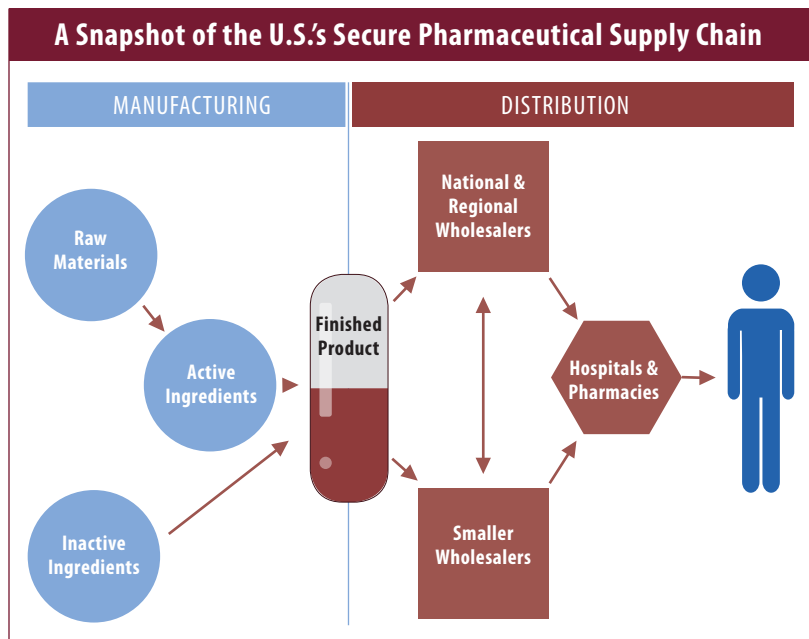 A Snapshot of the U.S.’s Secure Pharmaceutical Supply Chain
MANUFACTURING
DISTRIBUTION
Raw
Materials
Active
Ingredients
Inactive
Ingredients
Finished
Product
National &
Regional
Wholesalers
Smaller
Wholesalers
Hospitals &
Pharmacies